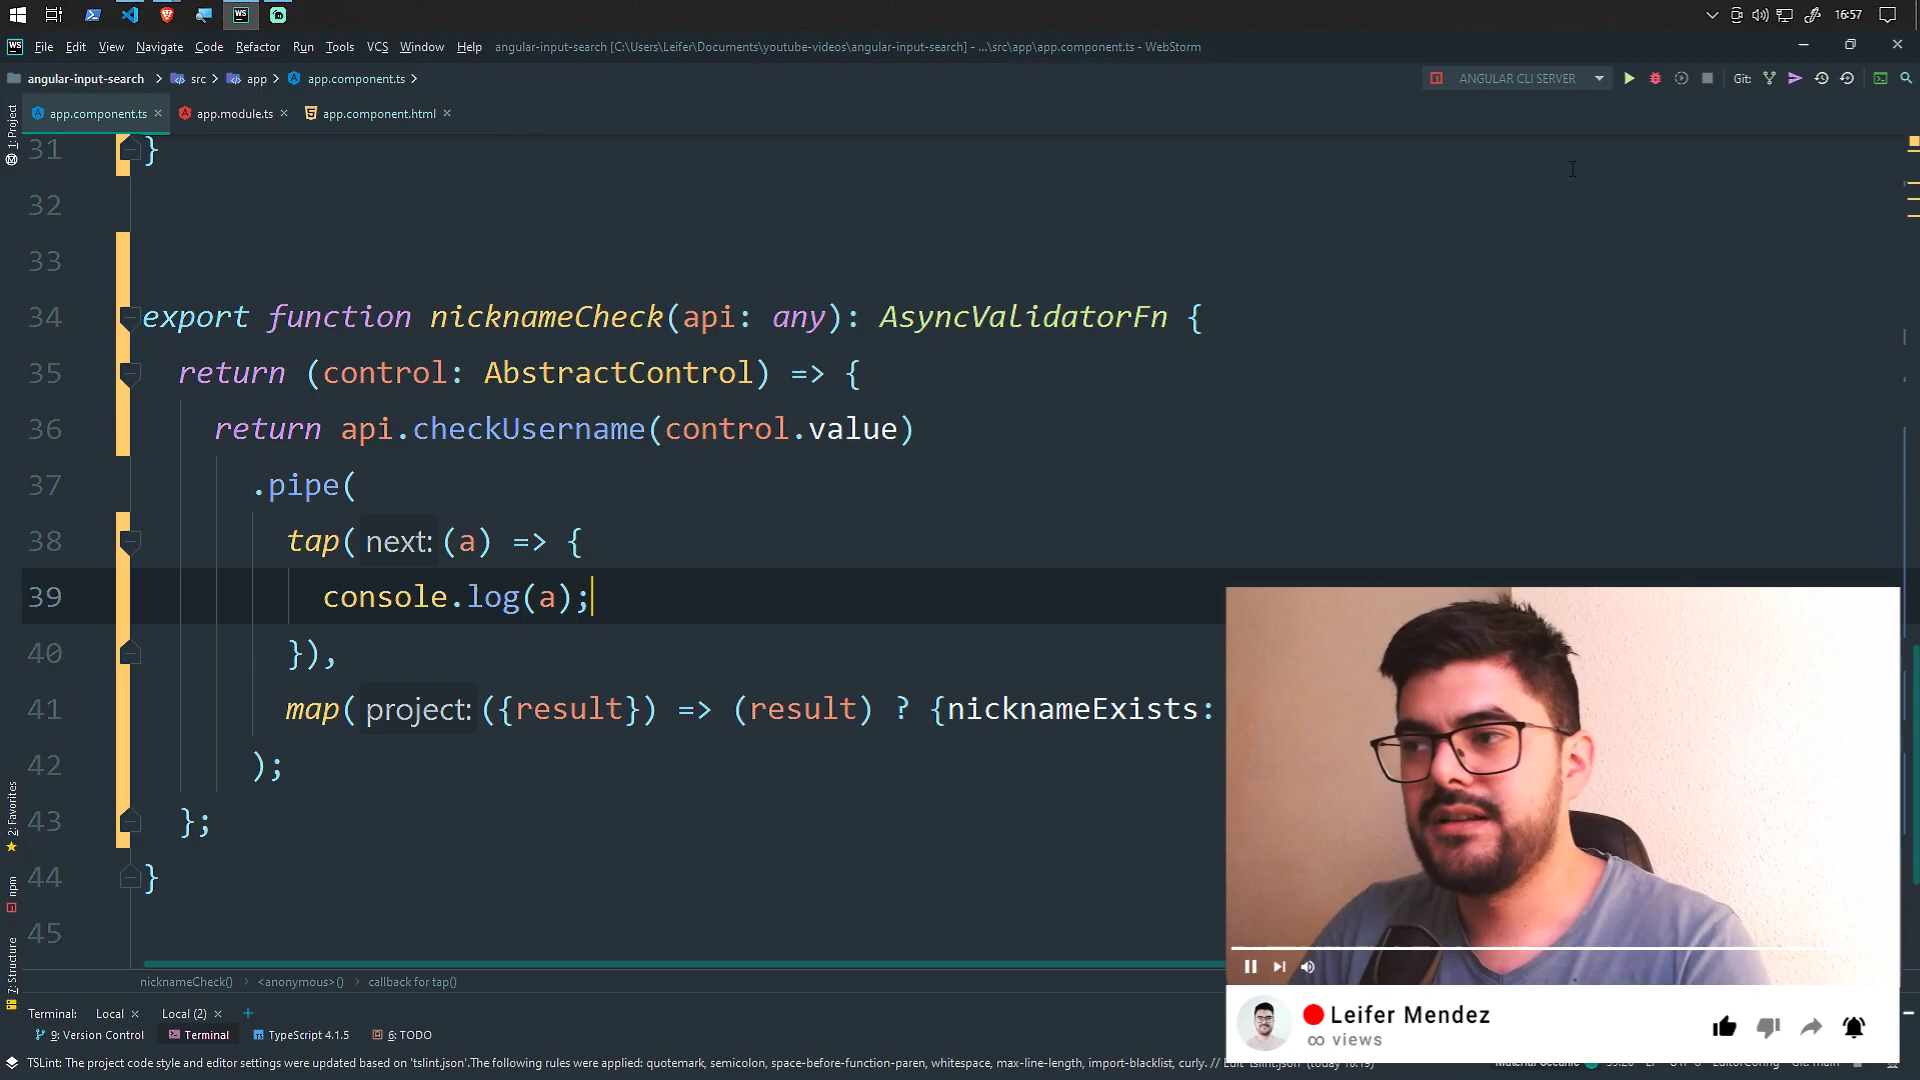 16:57
File Edit View Navigate Code Refactor Run Tools VCS Window Help angular-input-search [C:\Users\Leifer\Documents\youtube-videos\angular-input-search] - ...\src\app\app.component.ts - WebStorm
angular-input-search src app app.component.ts ANGULAR CLI SERVER Git:
app.component.ts app.module.ts app.component.html
1: Project
31 }
32
33
34 export function nicknameCheck(api: any): AsyncValidatorFn {
35 return (control: AbstractControl) => {
36 return api.checkUsername(control.value)
37 .pipe(
38 tap( next: (a) => {
39 console.log(a);
40 }),
41 map( project: ({result}) => (result) ? {nicknameExists:
42 );
43 };
44 }
45
2: Favorites
npm
7: Structure
nicknameCheck() <anonymous>() callback for tap()
Terminal: Local Local (2) +
9: Version Control Terminal TypeScript 4.1.5 6: TODO
TSLint: The project code style and editor settings were updated based on 'tslint.json'.The following rules were applied: quotemark, semicolon, space-before-function-paren, whitespace, max-line-length, import-blacklist, curly. // Edit 'tslint.json' (today 16:19)
Leifer Mendez
∞ views